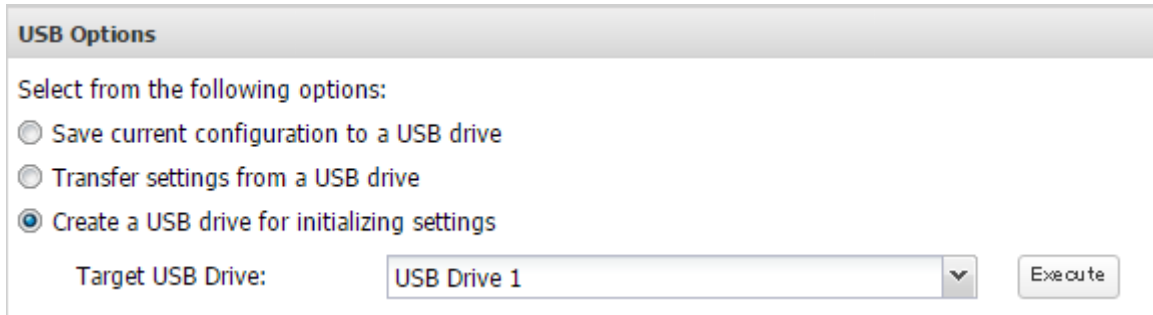 USB Options
Select from the following options:
Save current configuration to a USB drive
Transfer settings from a USB drive
Create a USB drive for initializing settings
Target USB Drive: USB Drive 1 Execute